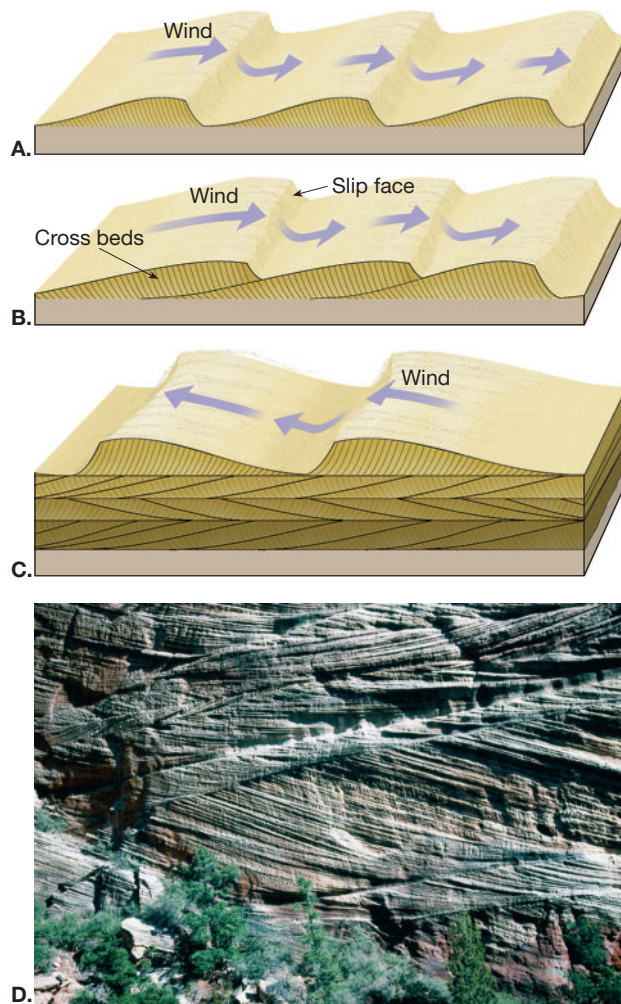 Wind
A.
Slip face
Wind
Cross beds
B.
Wind
C.
D.